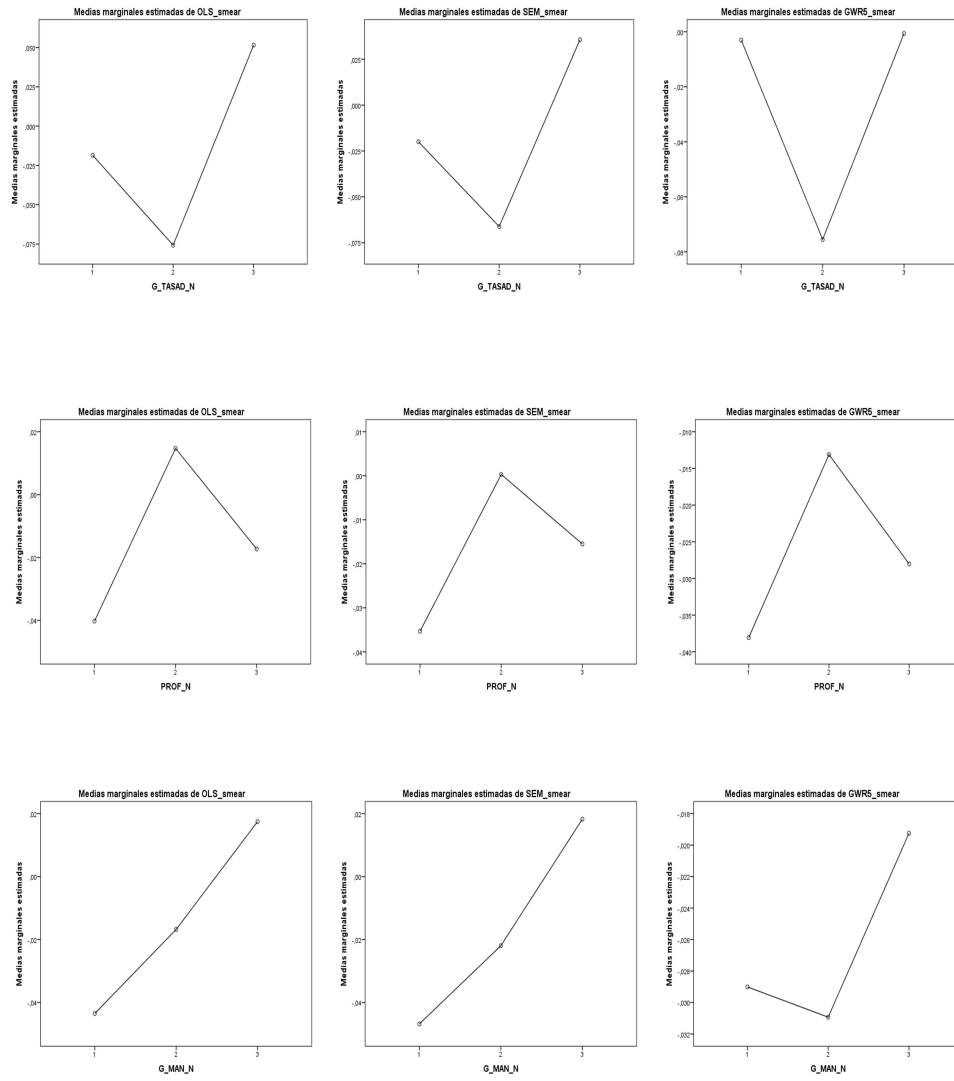 Medias marginales estimadas de OLS_smear
Medias marginales estimadas
,050
,025
,000
-,025
-,050
-,075
1
2
3
G_TASAD_N
Medias marginales estimadas de SEM_smear
Medias marginales estimadas
,025
,000
-,025
-,050
-,075
1
2
3
G_TASAD_N
Medias marginales estimadas de GWR5_smear
Medias marginales estimadas
,00
-,02
-,04
-,06
-,08
1
2
3
G_TASAD_N
Medias marginales estimadas de OLS_smear
Medias marginales estimadas
,02
,00
-,02
-,04
1
2
3
PROF_N
Medias marginales estimadas de SEM_smear
Medias marginales estimadas
,01
,00
-,01
-,02
-,03
-,04
1
2
3
PROF_N
Medias marginales estimadas de GWR5_smear
Medias marginales estimadas
-,010
-,015
-,020
-,025
-,030
-,035
-,040
1
2
3
PROF_N
Medias marginales estimadas de OLS_smear
Medias marginales estimadas
,02
,00
-,02
-,04
1
2
3
G_MAN_N
Medias marginales estimadas de SEM_smear
Medias marginales estimadas
,02
,00
-,02
-,04
1
2
3
G_MAN_N
Medias marginales estimadas de GWR5_smear
Medias marginales estimadas
-,018
-,020
-,022
-,024
-,026
-,028
-,030
-,032
1
2
3
G_MAN_N